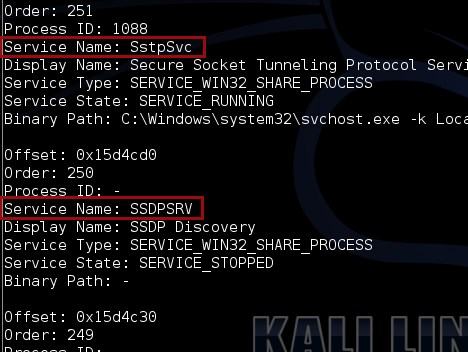 Order: 251
Process ID: 1088
Service Name: SstpSvc
Display Name: Secure Socket Tunneling Protocol Servi
Service Type: SERVICE_WIN32_SHARE_PROCESS
Service State: SERVICE_RUNNING
Binary Path: C:\Windows\system32\svchost.exe -k Loca
Offset: 0x15d4cd0
Order: 250
Process ID: -
Service Name: SSDPSRV
Display Name: SSDP Discovery
Service Type: SERVICE_WIN32_SHARE_PROCESS
Service State: SERVICE_STOPPED
Binary Path: -
Offset: 0x15d4c30
Order: 249
Process ID:
KALI LIN